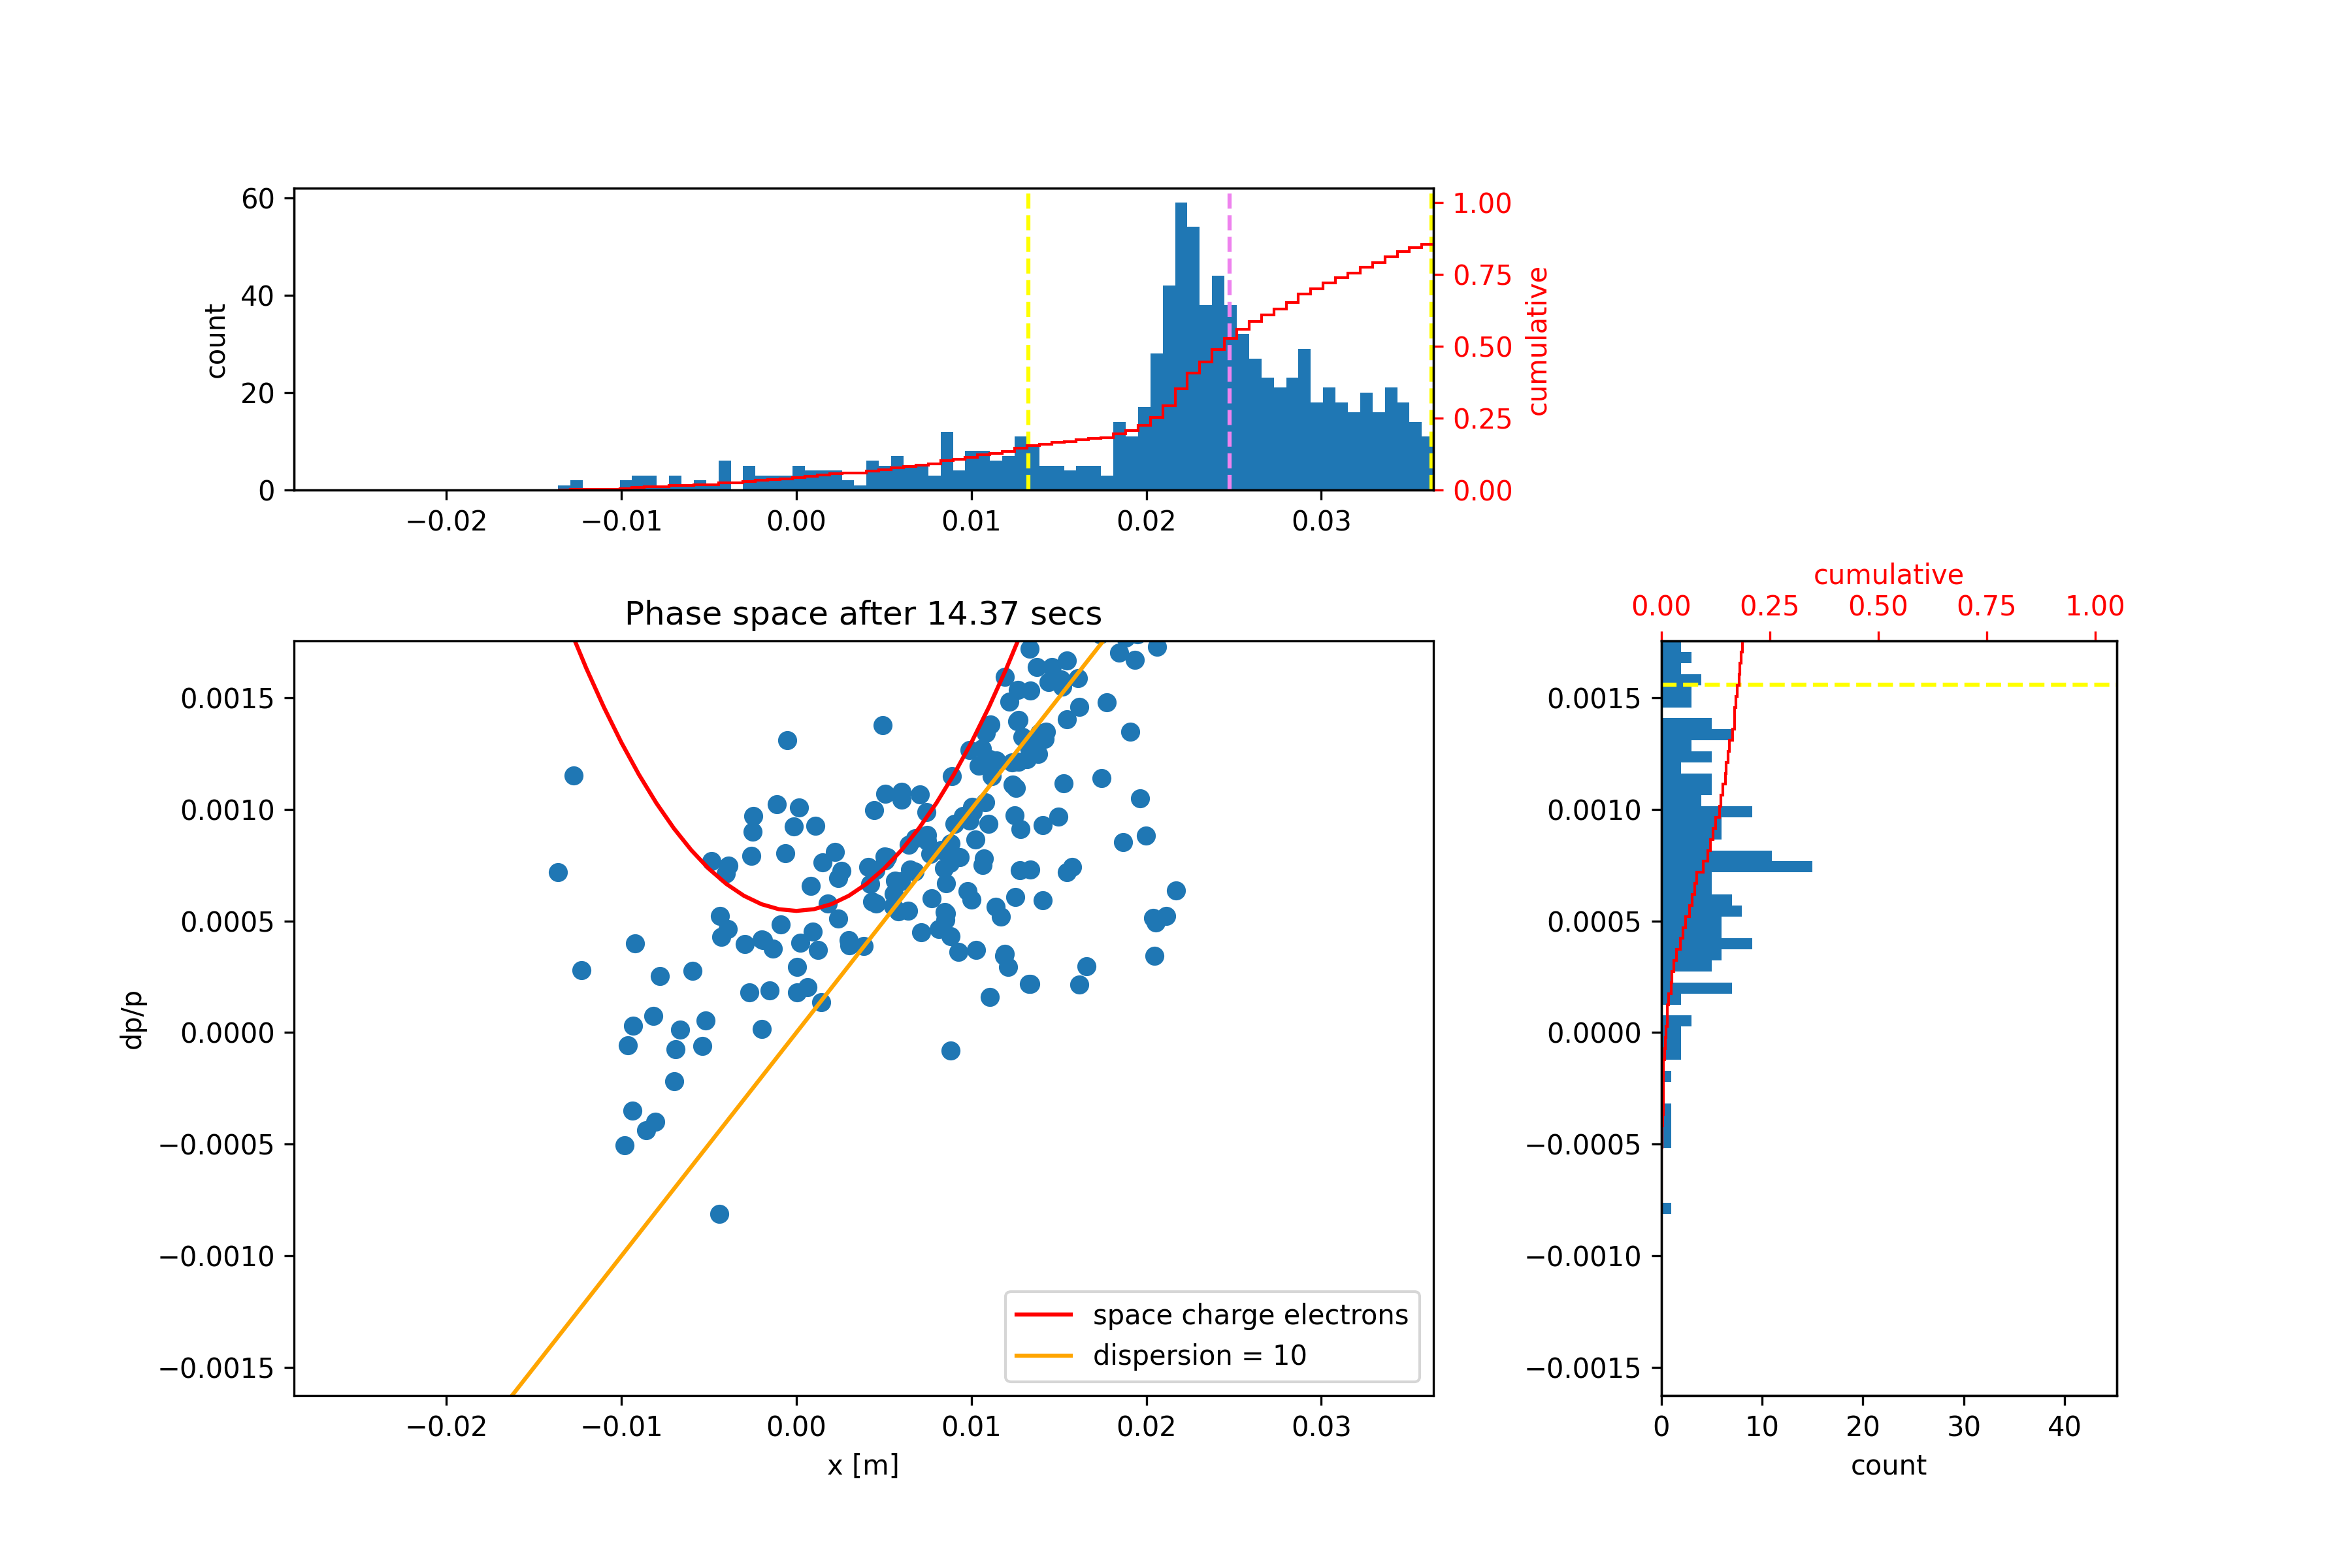 60
40
20
0
count
1.00
0.75
0.50
0.25
0.00
cumulative
−0.02 −0.01 0.00 0.01 0.02 0.03
Phase space after 14.37 secs
0.0015
0.0010
0.0005
0.0000
−0.0005
−0.0010
−0.0015
dp/p
space charge electrons
dispersion = 10
−0.02 −0.01 0.00 0.01 0.02 0.03
x [m]
cumulative
0.00 0.25 0.50 0.75 1.00
0.0015
0.0010
0.0005
0.0000
−0.0005
−0.0010
−0.0015
0 10 20 30 40
count